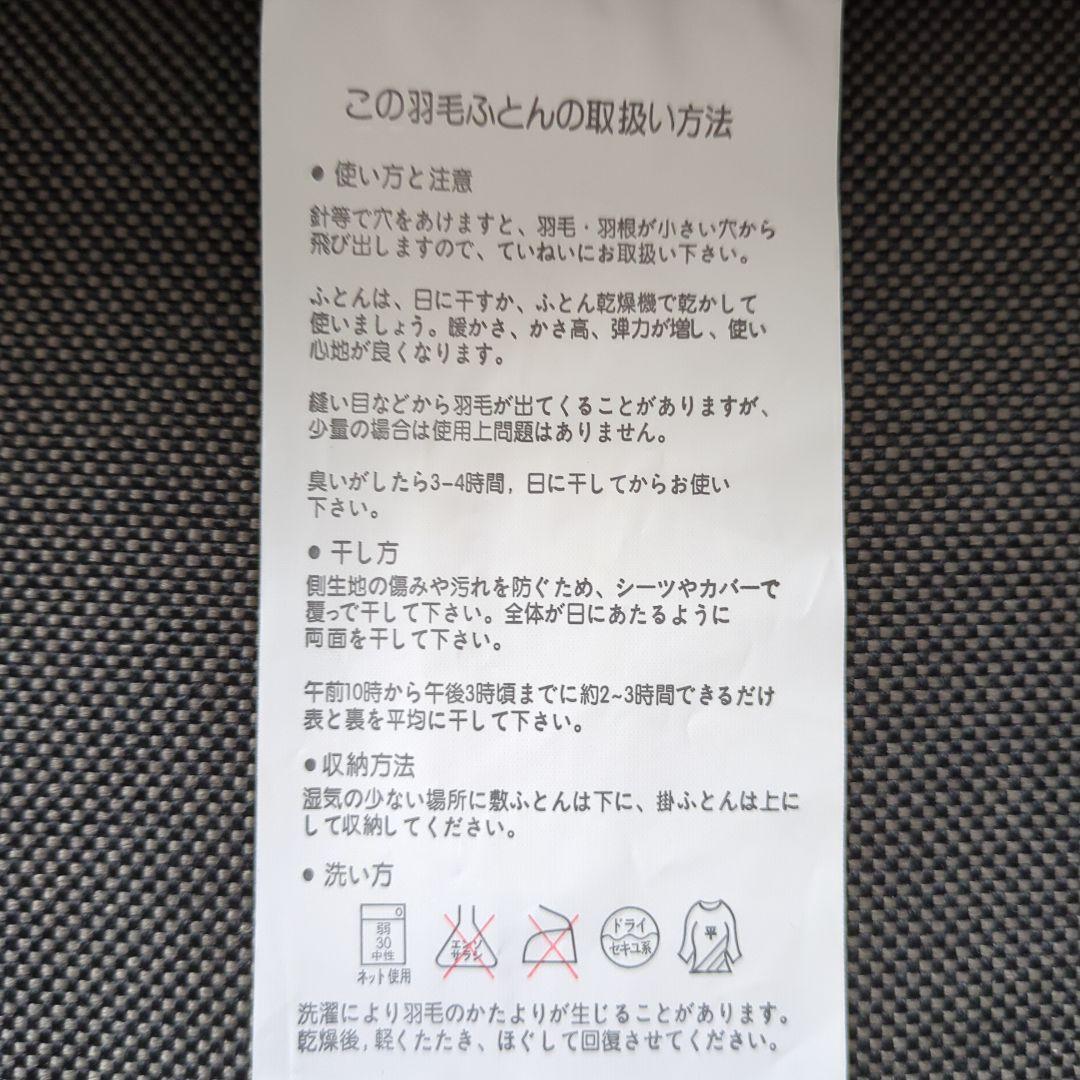 この羽毛ふとんの取扱い方法
● 使い方と注意
針等で穴をあけますと、羽毛・羽根が小さい穴から
飛び出しますので、ていねいにお取扱い下さい。
ふとんは、日に干すか、ふとん乾燥機で乾かして
使いましょう。暖かさ、かさ高、弾力が増し、使い
心地が良くなります。
縫い目などから羽毛が出てくることがありますが、
少量の場合は使用上問題はありません。
臭いがしたら3-4時間, 日に干してからお使い
下さい。
● 干し方
側生地の傷みや汚れを防ぐため、シーツやカバーで
覆って干して下さい。全体が日にあたるように
両面を干して下さい。
午前10時から午後3時頃までに約2~3時間できるだけ
表と裏を平均に干して下さい。
● 収納方法
湿気の少ない場所に敷ふとんは下に、掛ふとんは上に
して収納してください。
● 洗い方
弱
30
中性
ネット使用
エンソ
サラシ
ドライ
セキユ系
平
洗濯により羽毛のかたよりが生じることがあります。
乾燥後, 軽くたたき、ほぐして回復させてください。